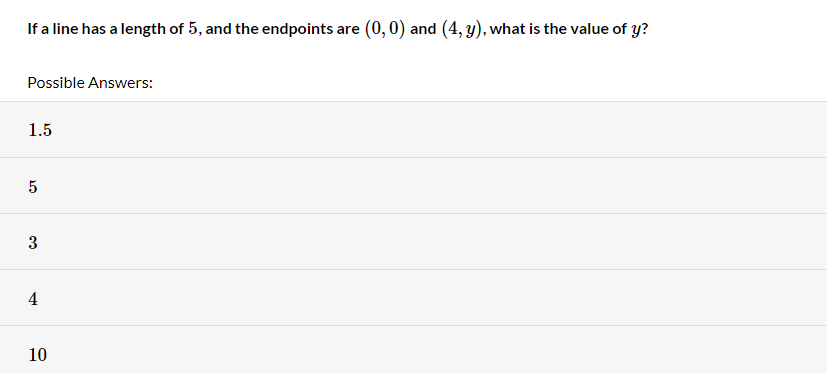 If a line has a length of 5, and the endpoints are (0, 0) and (4, y), what is the value of y?
Possible Answers:
1.5
5
3
4
10